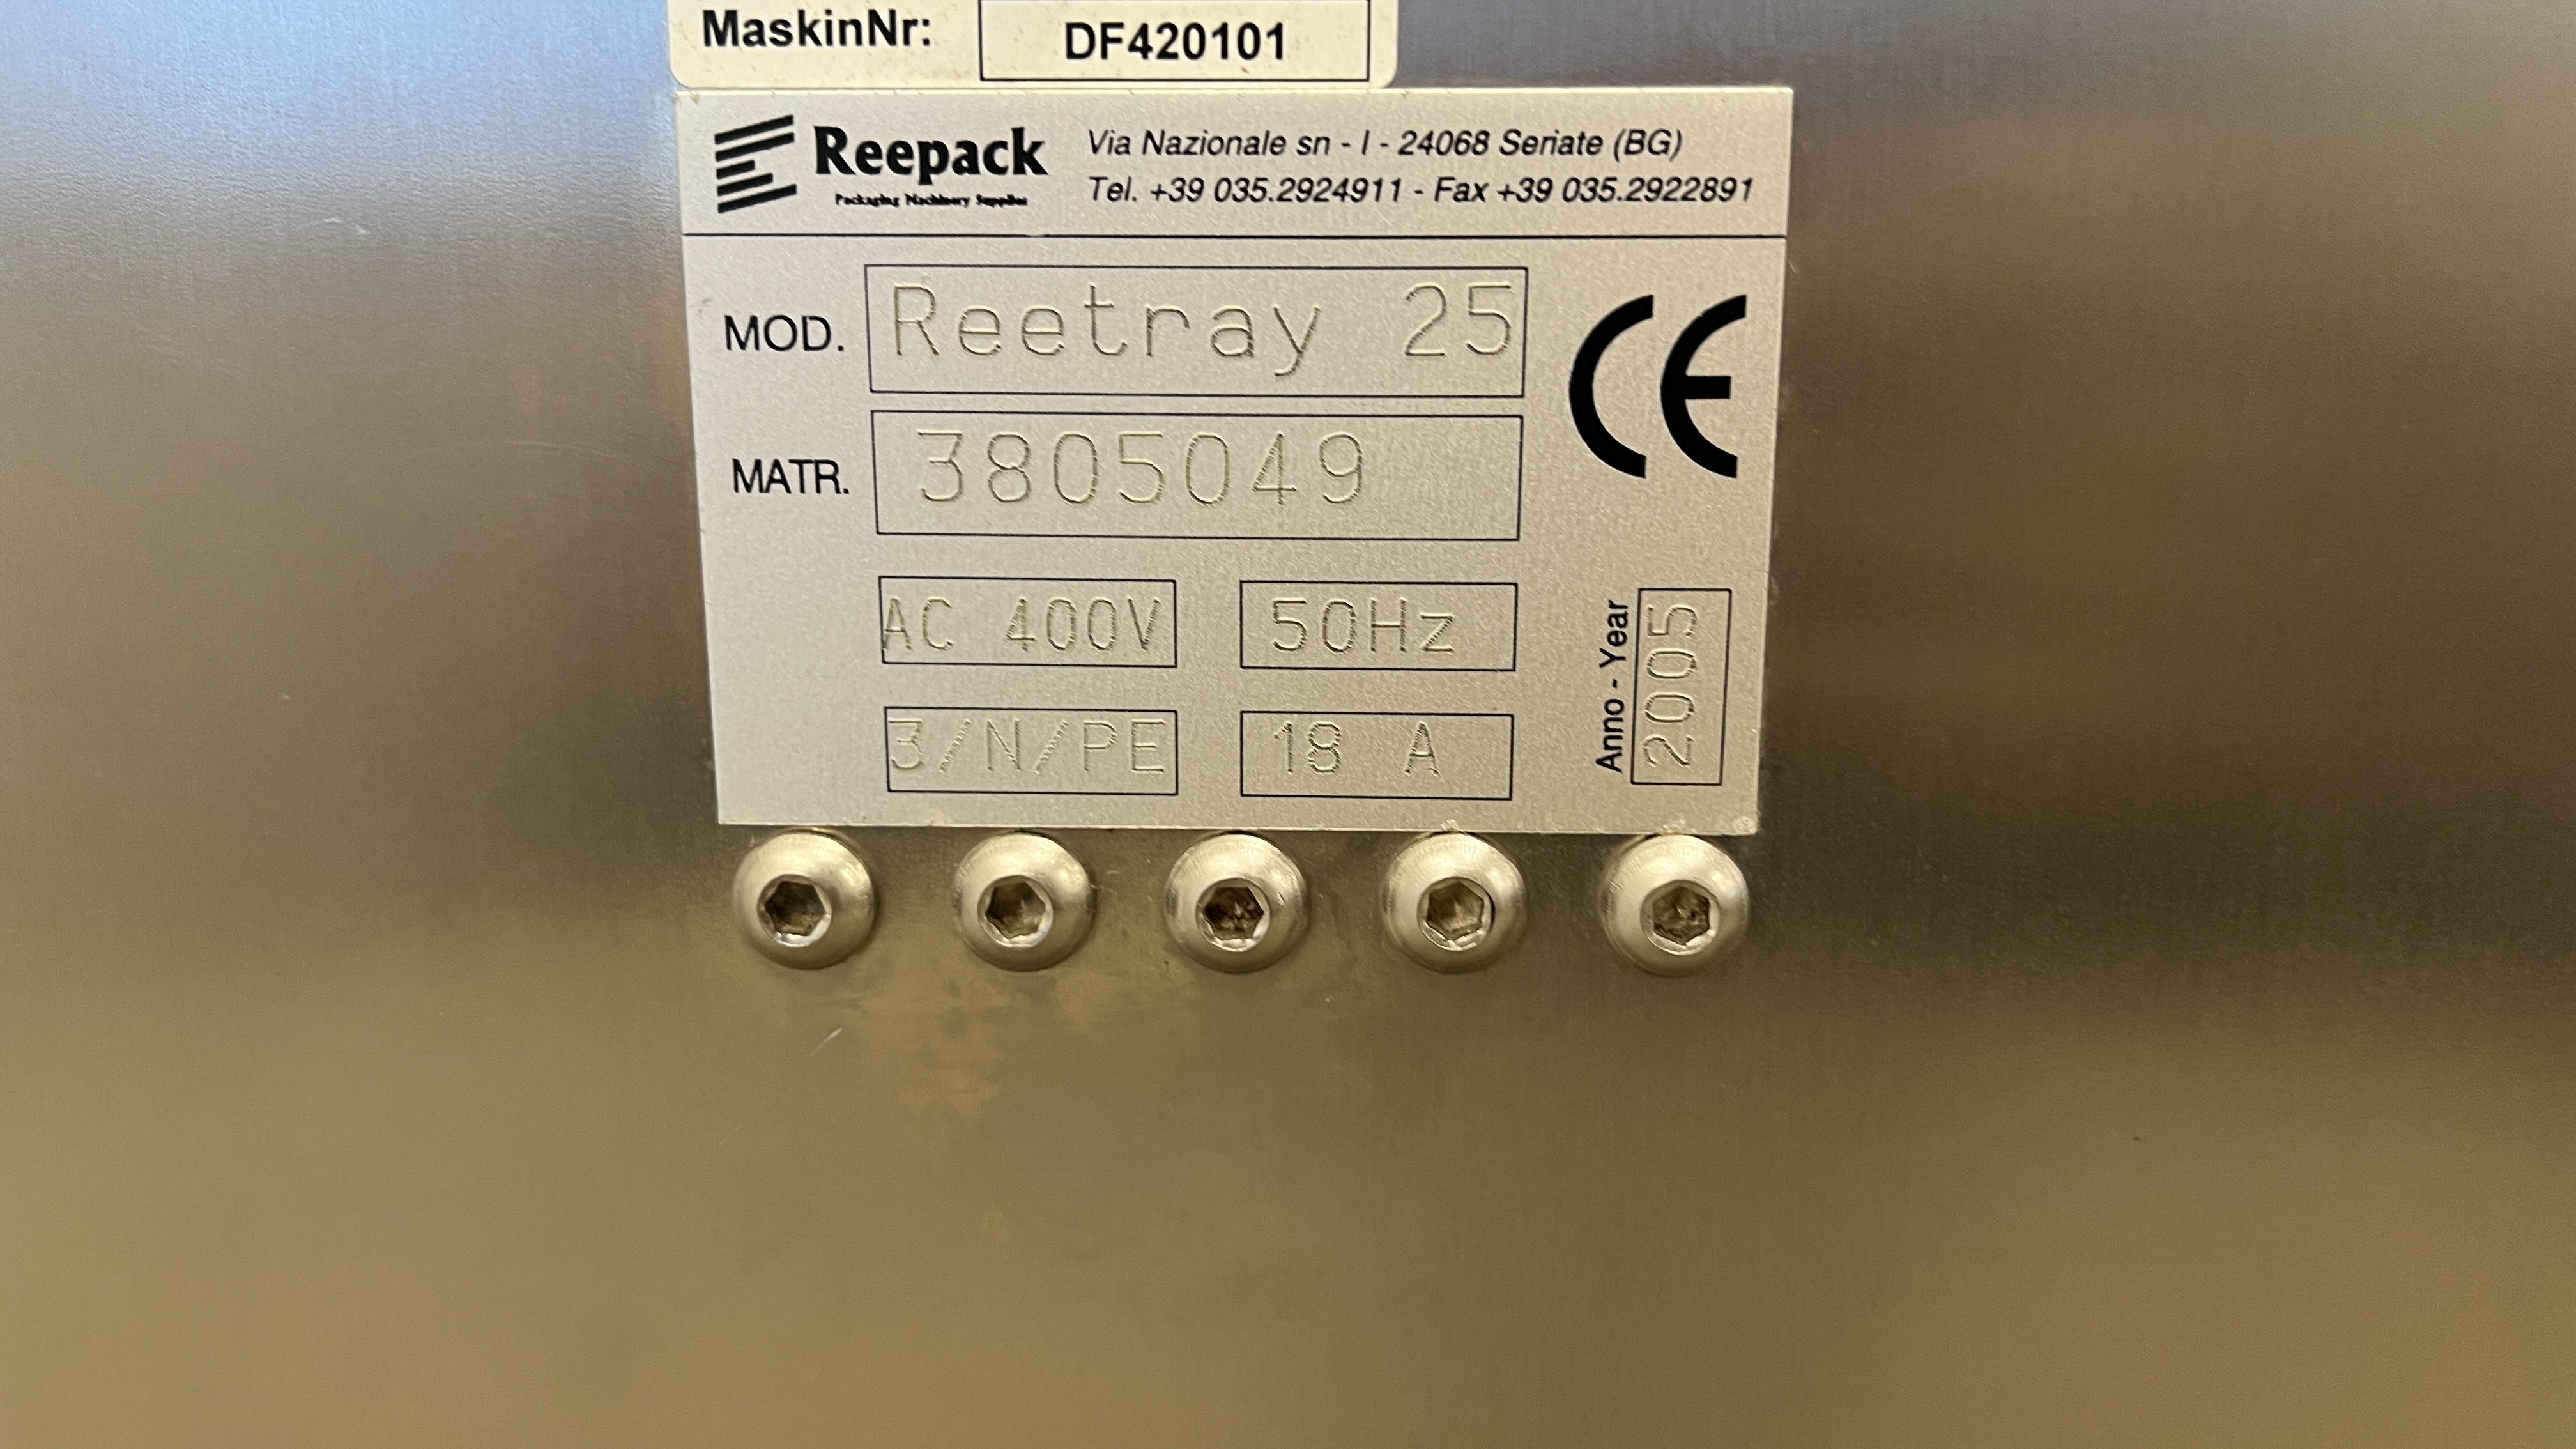 MaskinNr: DF420101
Reepack
Packaging Machinery Supplies
Via Nazionale sn - I - 24068 Seriate (BG)
Tel. +39 035.2924911 - Fax +39 035.2922891
MOD. Reetray 25
CE
MATR. 3805049
AC 400V 50Hz
3/N/PE 18 A
Anno - Year 2005